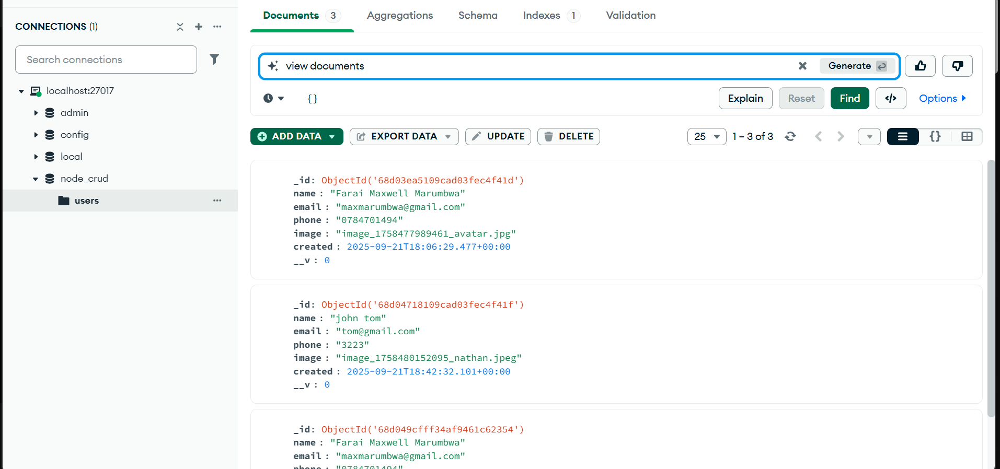 CONNECTIONS (1)
Search connections
localhost:27017
admin
config
local
node_crud
users
Documents 3 Aggregations Schema Indexes 1 Validation
view documents Generate
{} Explain Reset Find </> Options
ADD DATA EXPORT DATA UPDATE DELETE 25 1 – 3 of 3 {}
_id: ObjectId('68d03ea5109cad03fec4f41d')
name : "Farai Maxwell Marumbwa"
email : "maxmarumbwa@gmail.com"
phone : "0784701494"
image : "image_1758477989461_avatar.jpg"
created : 2025-09-21T18:06:29.477+00:00
__v : 0
_id: ObjectId('68d04718109cad03fec4f41f')
name : "john tom"
email : "tom@gmail.com"
phone : "3223"
image : "image_1758480152095_nathan.jpeg"
created : 2025-09-21T18:42:32.101+00:00
__v : 0
_id: ObjectId('68d049cfff34af9461c62354')
name : "Farai Maxwell Marumbwa"
email : "maxmarumbwa@gmail.com"
phone : "0784701494"